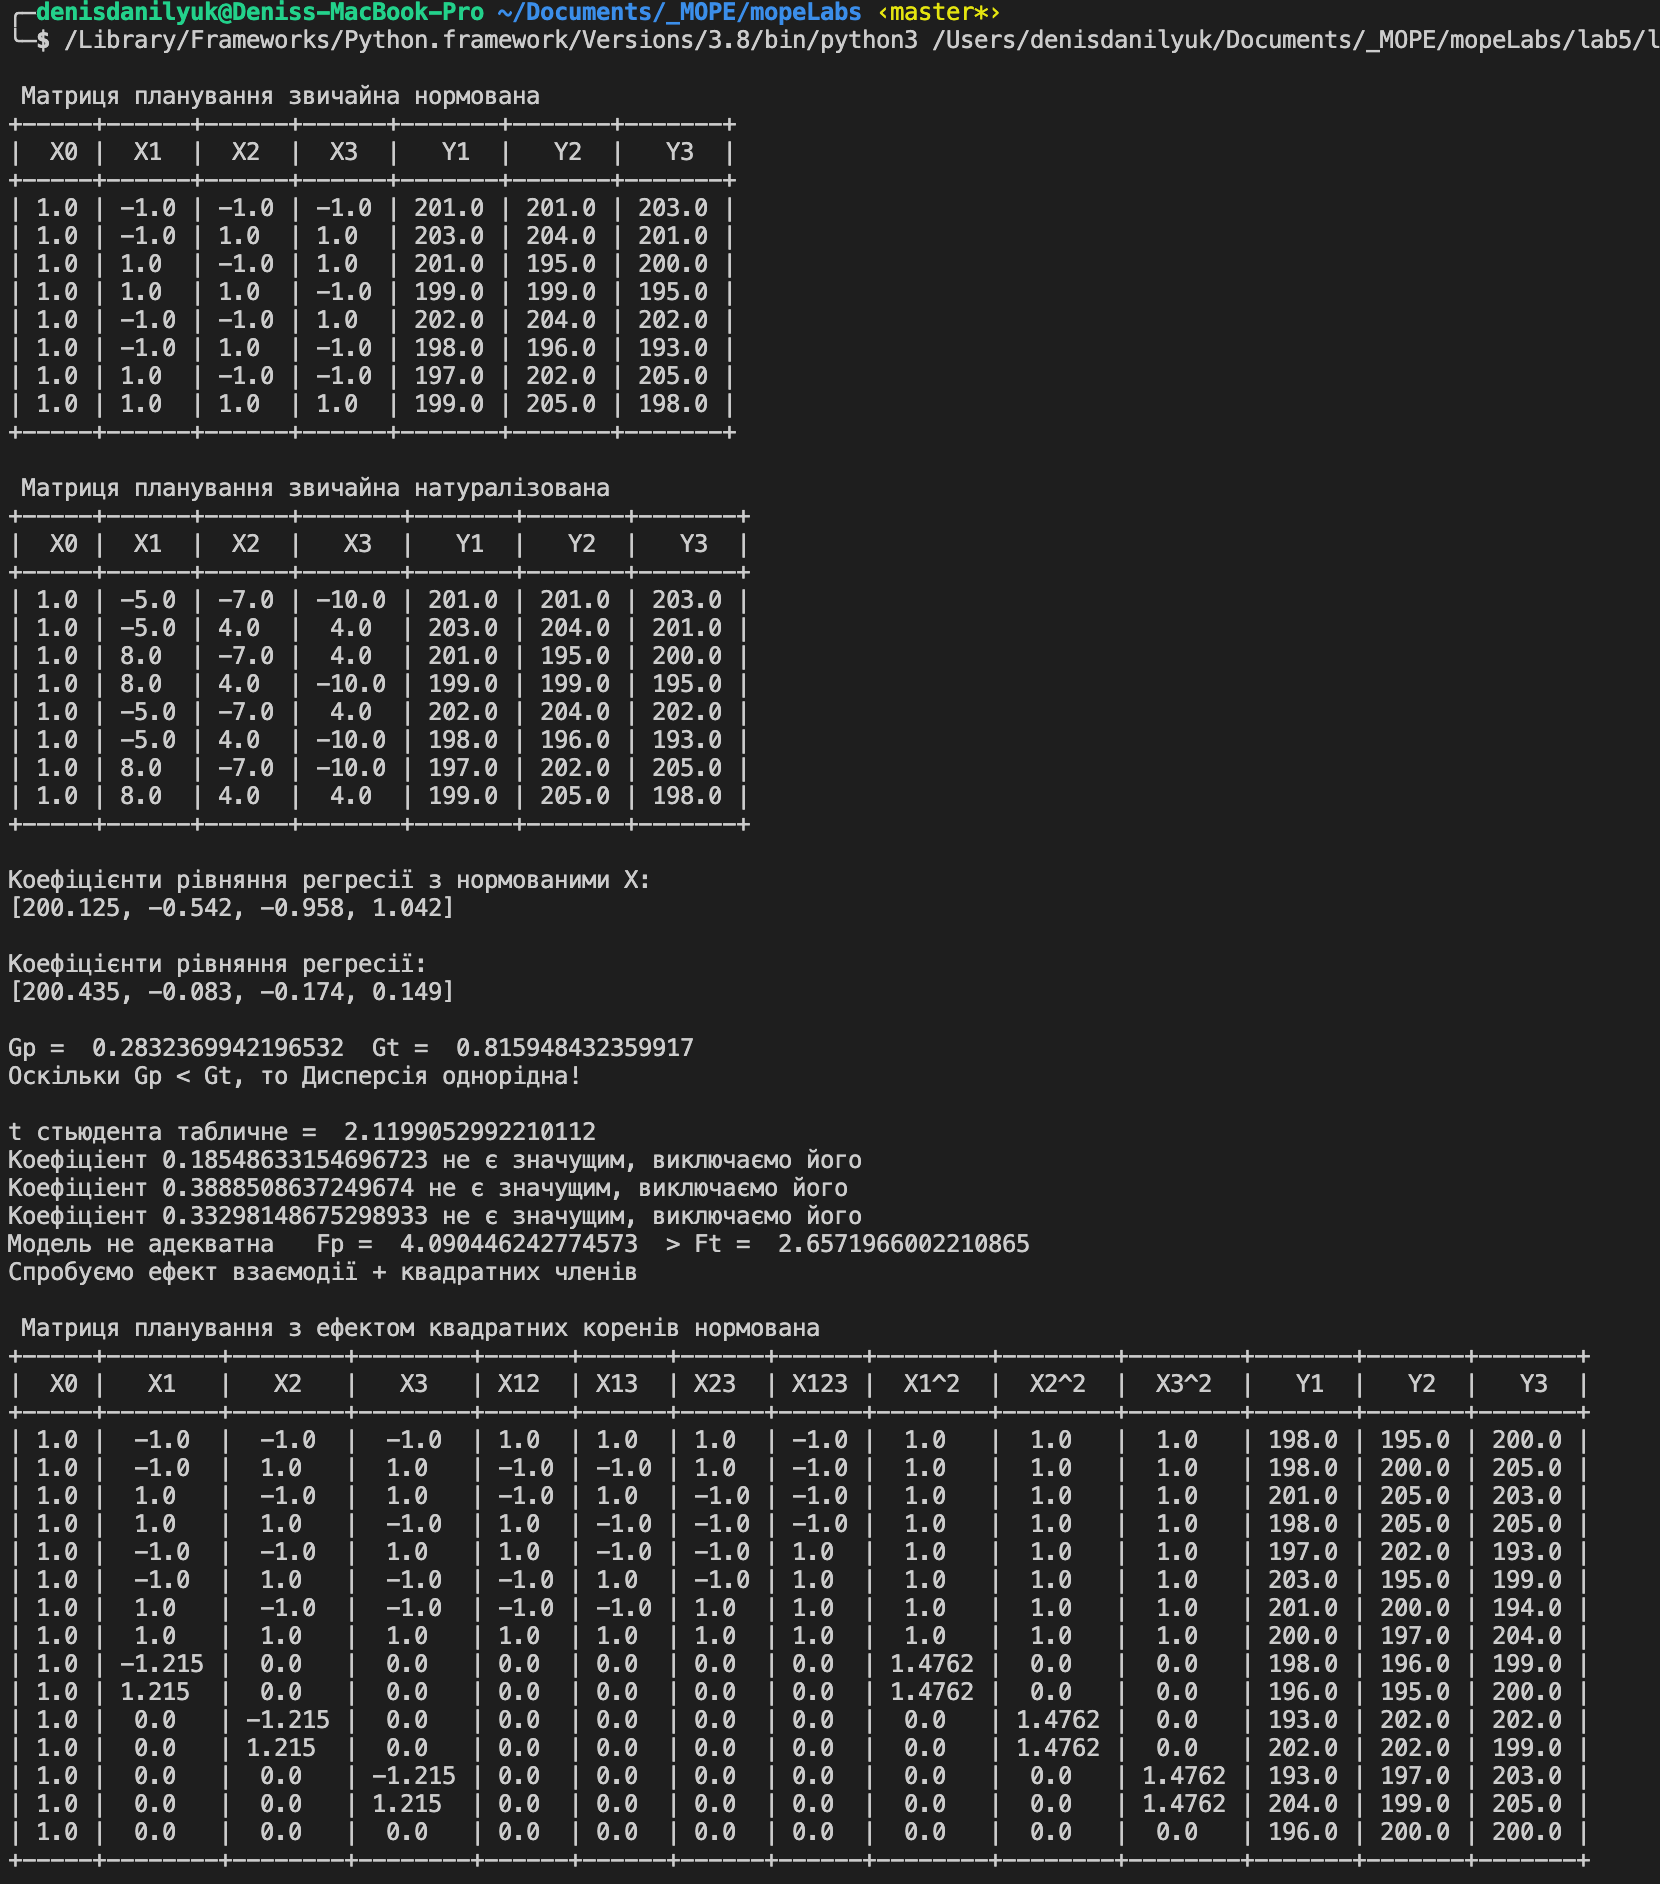 ╭─denisdanilyuk@Deniss-MacBook-Pro ~/Documents/_MOPE/mopeLabs ‹master*›
╰─$ /Library/Frameworks/Python.framework/Versions/3.8/bin/python3 /Users/denisdanilyuk/Documents/_MOPE/mopeLabs/lab5/l
Матриця планування звичайна нормована
+-----+------+------+------+-------+-------+-------+
|  X0 |  X1  |  X2  |  X3  |   Y1  |   Y2  |   Y3  |
+-----+------+------+------+-------+-------+-------+
| 1.0 | -1.0 | -1.0 | -1.0 | 201.0 | 201.0 | 203.0 |
| 1.0 | -1.0 | 1.0  | 1.0  | 203.0 | 204.0 | 201.0 |
| 1.0 | 1.0  | -1.0 | 1.0  | 201.0 | 195.0 | 200.0 |
| 1.0 | 1.0  | 1.0  | -1.0 | 199.0 | 199.0 | 195.0 |
| 1.0 | -1.0 | -1.0 | 1.0  | 202.0 | 204.0 | 202.0 |
| 1.0 | -1.0 | 1.0  | -1.0 | 198.0 | 196.0 | 193.0 |
| 1.0 | 1.0  | -1.0 | -1.0 | 197.0 | 202.0 | 205.0 |
| 1.0 | 1.0  | 1.0  | 1.0  | 199.0 | 205.0 | 198.0 |
+-----+------+------+------+-------+-------+-------+
Матриця планування звичайна натуралізована
+-----+------+------+-------+-------+-------+-------+
|  X0 |  X1  |  X2  |   X3  |   Y1  |   Y2  |   Y3  |
+-----+------+------+-------+-------+-------+-------+
| 1.0 | -5.0 | -7.0 | -10.0 | 201.0 | 201.0 | 203.0 |
| 1.0 | -5.0 | 4.0  |  4.0  | 203.0 | 204.0 | 201.0 |
| 1.0 | 8.0  | -7.0 |  4.0  | 201.0 | 195.0 | 200.0 |
| 1.0 | 8.0  | 4.0  | -10.0 | 199.0 | 199.0 | 195.0 |
| 1.0 | -5.0 | -7.0 |  4.0  | 202.0 | 204.0 | 202.0 |
| 1.0 | -5.0 | 4.0  | -10.0 | 198.0 | 196.0 | 193.0 |
| 1.0 | 8.0  | -7.0 | -10.0 | 197.0 | 202.0 | 205.0 |
| 1.0 | 8.0  | 4.0  |  4.0  | 199.0 | 205.0 | 198.0 |
+-----+------+------+-------+-------+-------+-------+
Коефіцієнти рівняння регресії з нормованими X:
[200.125, -0.542, -0.958, 1.042]
Коефіцієнти рівняння регресії:
[200.435, -0.083, -0.174, 0.149]
Gp =  0.2832369942196532  Gt =  0.815948432359917
Оскільки Gp < Gt, то Дисперсія однорідна!
t стьюдента табличне =  2.1199052992210112
Коефіціент 0.18548633154696723 не є значущим, виключаємо його
Коефіціент 0.3888508637249674 не є значущим, виключаємо його
Коефіціент 0.33298148675298933 не є значущим, виключаємо його
Модель не адекватна   Fp =  4.090446242774573  > Ft =  2.6571966002210865
Спробуємо ефект взаємодії + квадратних членів
Матриця планування з ефектом квадратних коренів нормована
+-----+--------+--------+--------+------+------+------+------+--------+--------+--------+-------+-------+-------+
|  X0 |   X1   |   X2   |   X3   | X12  | X13  | X23  | X123 |  X1^2  |  X2^2  |  X3^2  |   Y1  |   Y2  |   Y3  |
+-----+--------+--------+--------+------+------+------+------+--------+--------+--------+-------+-------+-------+
| 1.0 |  -1.0  |  -1.0  |  -1.0  | 1.0  | 1.0  | 1.0  | -1.0 |  1.0   |  1.0   |  1.0   | 198.0 | 195.0 | 200.0 |
| 1.0 |  -1.0  |  1.0   |  1.0   | -1.0 | -1.0 | 1.0  | -1.0 |  1.0   |  1.0   |  1.0   | 198.0 | 200.0 | 205.0 |
| 1.0 |  1.0   |  -1.0  |  1.0   | -1.0 | 1.0  | -1.0 | -1.0 |  1.0   |  1.0   |  1.0   | 201.0 | 205.0 | 203.0 |
| 1.0 |  1.0   |  1.0   |  -1.0  | 1.0  | -1.0 | -1.0 | -1.0 |  1.0   |  1.0   |  1.0   | 198.0 | 205.0 | 205.0 |
| 1.0 |  -1.0  |  -1.0  |  1.0   | 1.0  | -1.0 | -1.0 | 1.0  |  1.0   |  1.0   |  1.0   | 197.0 | 202.0 | 193.0 |
| 1.0 |  -1.0  |  1.0   |  -1.0  | -1.0 | 1.0  | -1.0 | 1.0  |  1.0   |  1.0   |  1.0   | 203.0 | 195.0 | 199.0 |
| 1.0 |  1.0   |  -1.0  |  -1.0  | -1.0 | -1.0 | 1.0  | 1.0  |  1.0   |  1.0   |  1.0   | 201.0 | 200.0 | 194.0 |
| 1.0 |  1.0   |  1.0   |  1.0   | 1.0  | 1.0  | 1.0  | 1.0  |  1.0   |  1.0   |  1.0   | 200.0 | 197.0 | 204.0 |
| 1.0 | -1.215 |  0.0   |  0.0   | 0.0  | 0.0  | 0.0  | 0.0  | 1.4762 |  0.0   |  0.0   | 198.0 | 196.0 | 199.0 |
| 1.0 | 1.215  |  0.0   |  0.0   | 0.0  | 0.0  | 0.0  | 0.0  | 1.4762 |  0.0   |  0.0   | 196.0 | 195.0 | 200.0 |
| 1.0 |  0.0   | -1.215 |  0.0   | 0.0  | 0.0  | 0.0  | 0.0  |  0.0   | 1.4762 |  0.0   | 193.0 | 202.0 | 202.0 |
| 1.0 |  0.0   | 1.215  |  0.0   | 0.0  | 0.0  | 0.0  | 0.0  |  0.0   | 1.4762 |  0.0   | 202.0 | 202.0 | 199.0 |
| 1.0 |  0.0   |  0.0   | -1.215 | 0.0  | 0.0  | 0.0  | 0.0  |  0.0   |  0.0   | 1.4762 | 193.0 | 197.0 | 203.0 |
| 1.0 |  0.0   |  0.0   | 1.215  | 0.0  | 0.0  | 0.0  | 0.0  |  0.0   |  0.0   | 1.4762 | 204.0 | 199.0 | 205.0 |
| 1.0 |  0.0   |  0.0   |  0.0   | 0.0  | 0.0  | 0.0  | 0.0  |  0.0   |  0.0   |  0.0   | 196.0 | 200.0 | 200.0 |
+-----+--------+--------+--------+------+------+------+------+--------+--------+--------+-------+-------+-------+